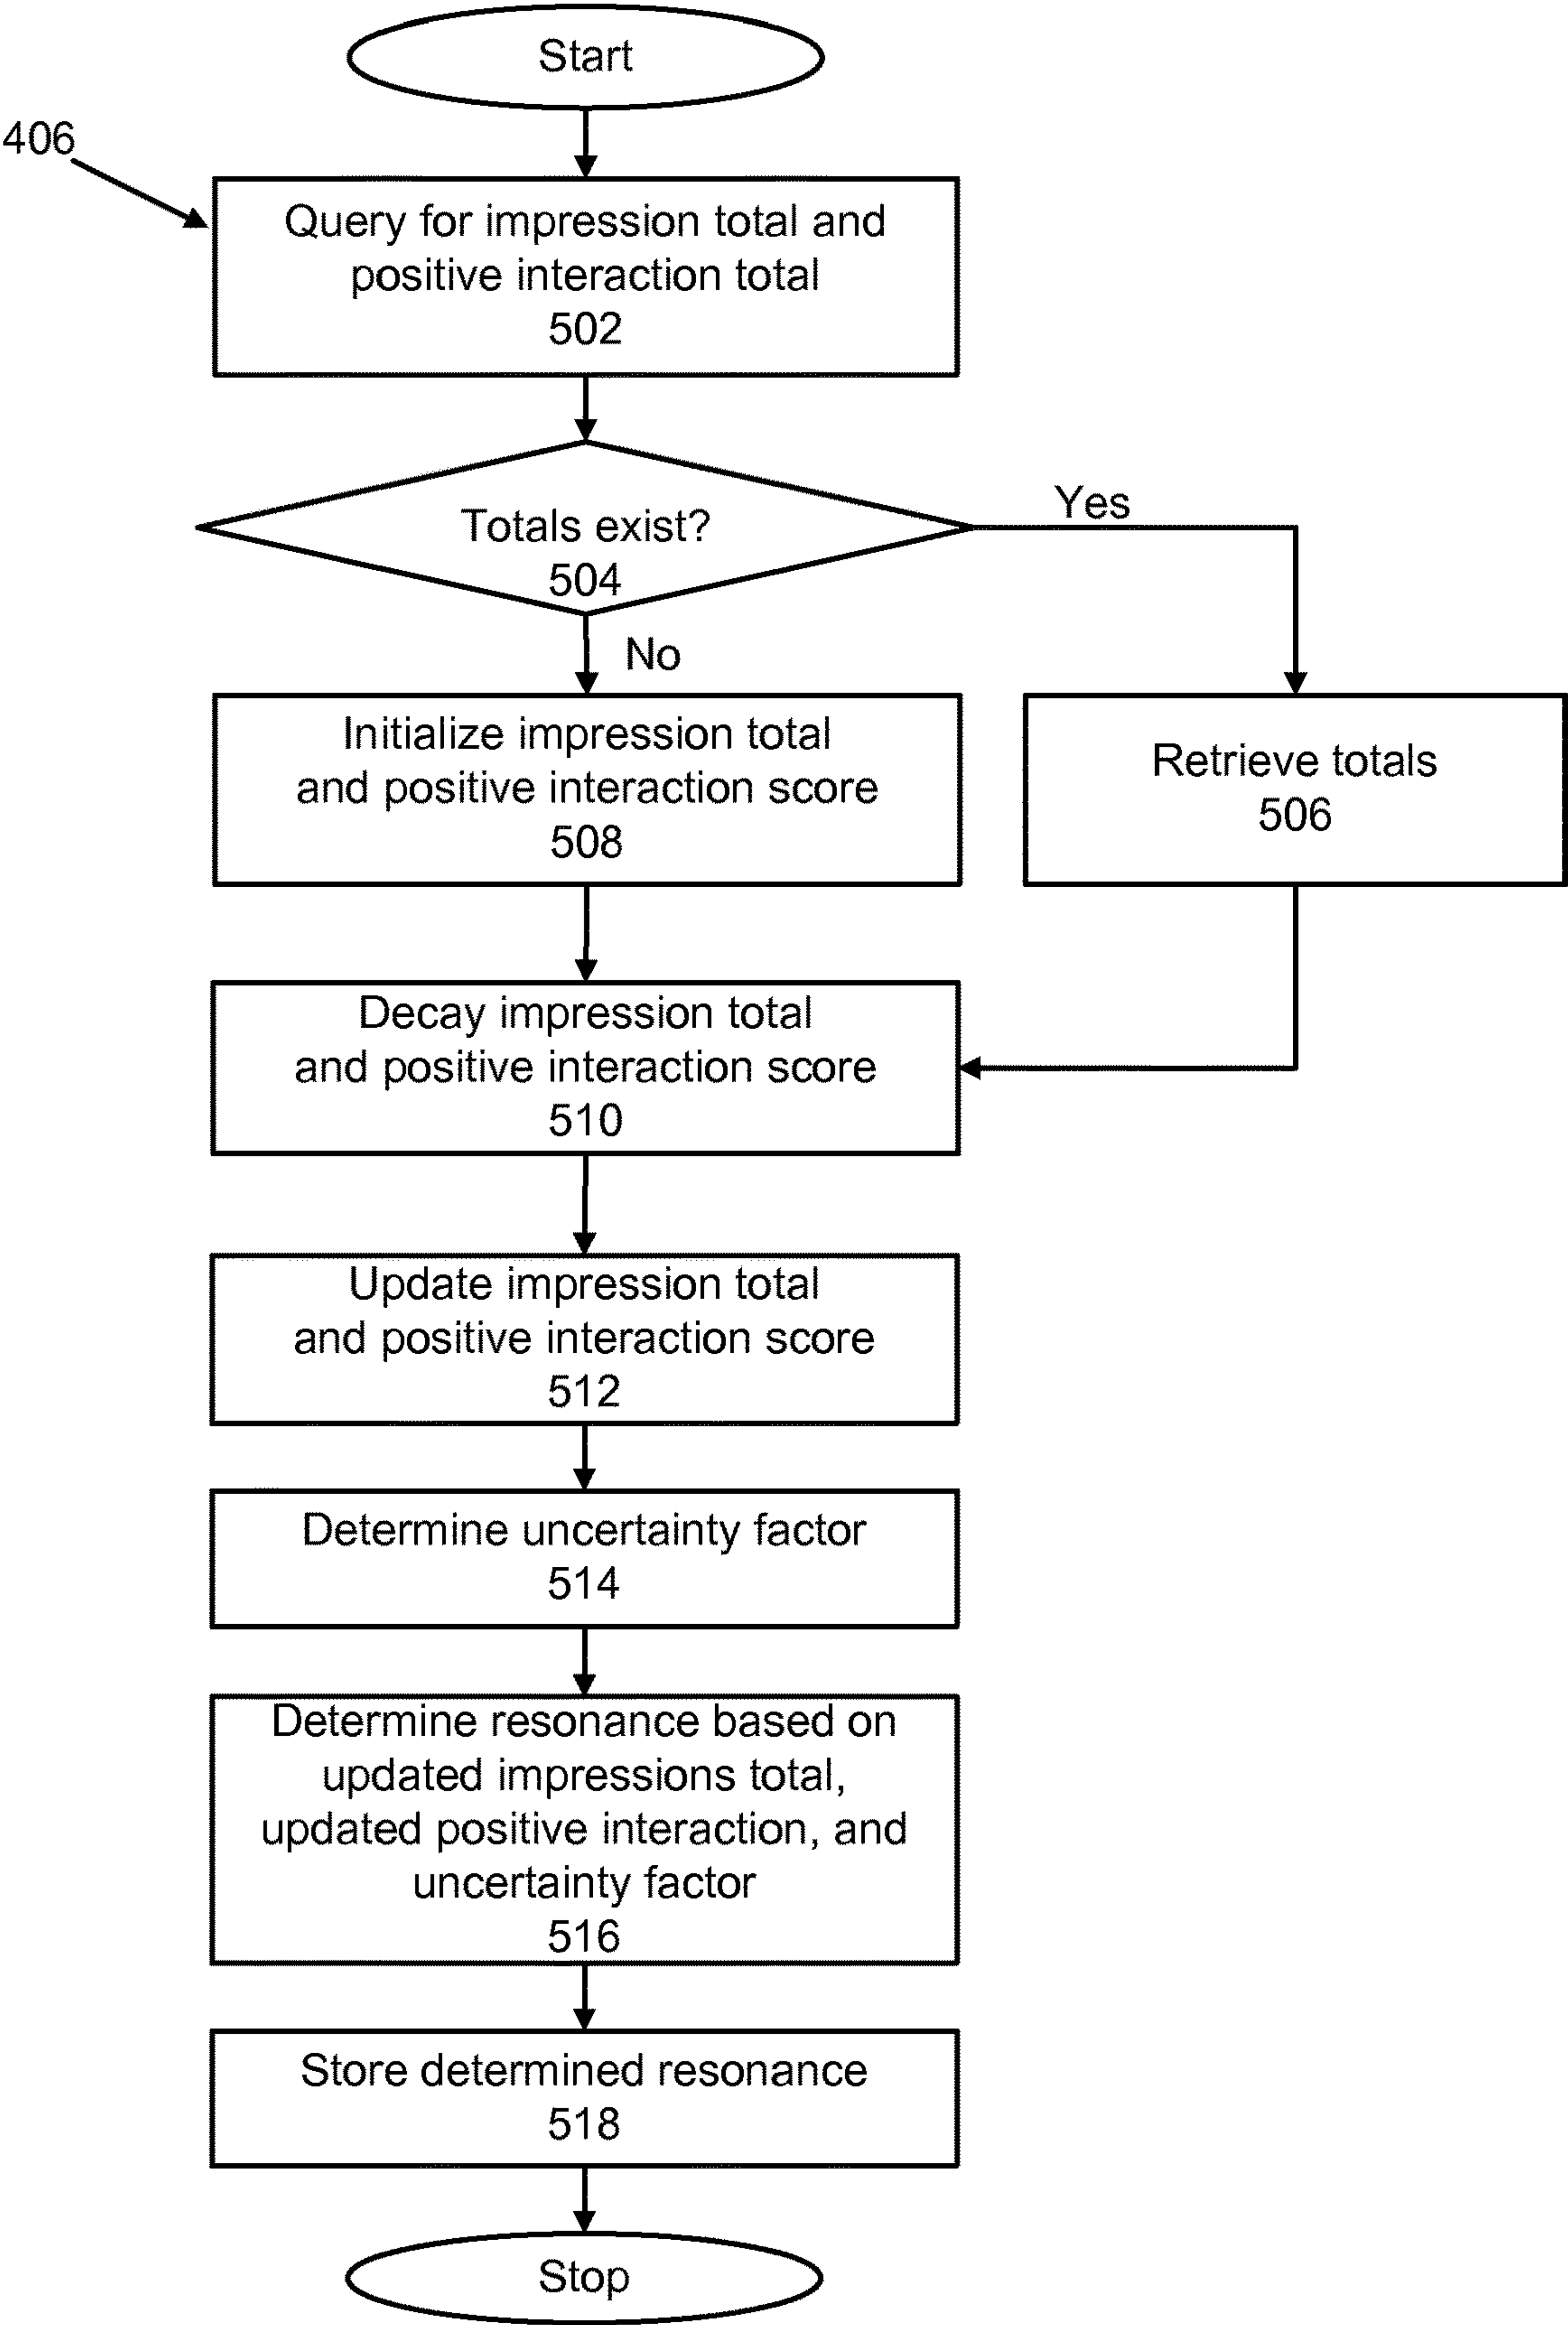 Start
406
Query for impression total and
positive interaction total
502
Totals exist?
504
Yes
No
Initialize impression total
and positive interaction score
508
Retrieve totals
506
Decay impression total
and positive interaction score
510
Update impression total
and positive interaction score
512
Determine uncertainty factor
514
Determine resonance based on
updated impressions total,
updated positive interaction, and
uncertainty factor
516
Store determined resonance
518
Stop